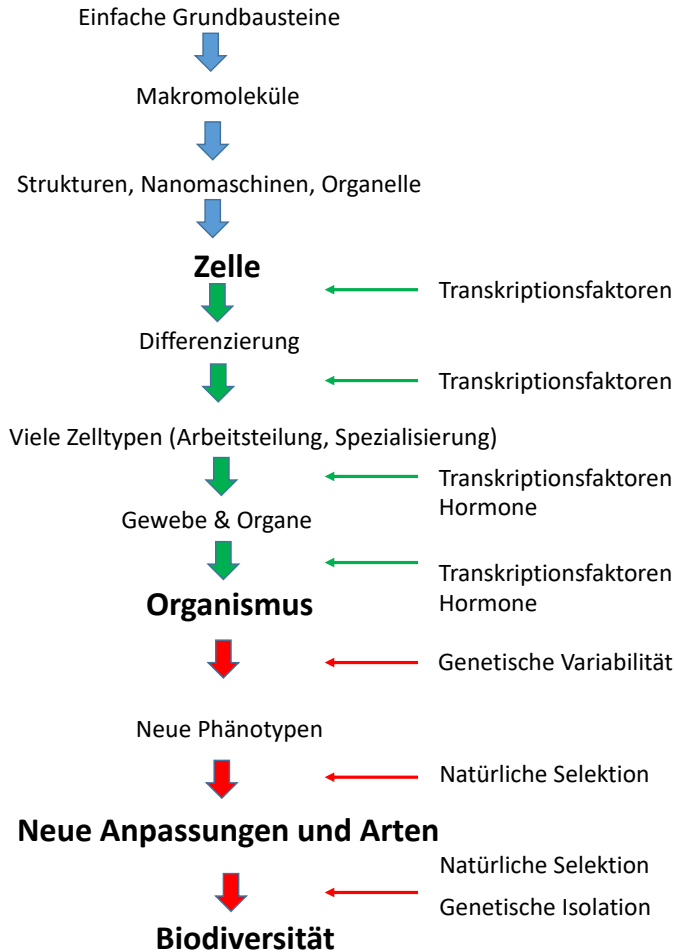 Einfache Grundbausteine
Makromoleküle
Strukturen, Nanomaschinen, Organelle
Zelle
Transkriptionsfaktoren
Differenzierung
Transkriptionsfaktoren
Viele Zelltypen (Arbeitsteilung, Spezialisierung)
Transkriptionsfaktoren
Hormone
Gewebe & Organe
Transkriptionsfaktoren
Hormone
Organismus
Genetische Variabilität
Neue Phänotypen
Natürliche Selektion
Neue Anpassungen und Arten
Natürliche Selektion
Genetische Isolation
Biodiversität